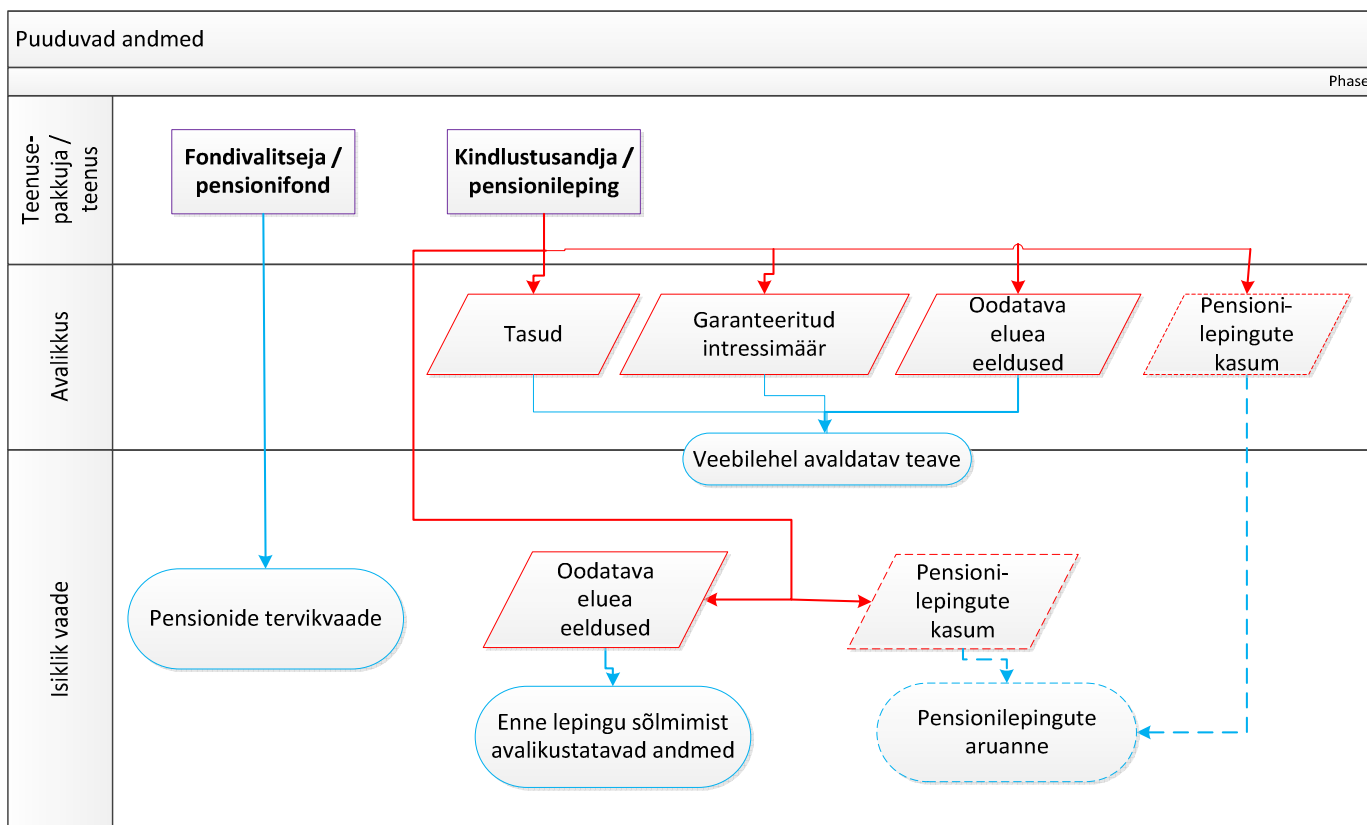 Puuduvad andmed
Phase
Teenuse-
pakkuja /
teenus
Fondivalitseja /
pensionifond
Kindlustusandja /
pensionileping
Avalikkus
Tasud
Garanteeritud
intressimäär
Oodatava
eluea
eeldused
Pensioni-
lepingute
kasum
Veebilehel avaldatav teave
Isiklik vaade
Pensionide tervikvaade
Oodatava
eluea
eeldused
Pensioni-
lepingute
kasum
Enne lepingu sõlmimist
avalikustatavad andmed
Pensionilepingute
aruanne